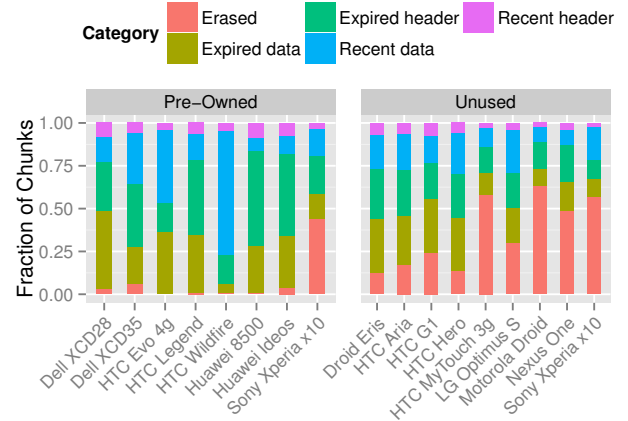 Category
Erased
Expired header
Recent header
Expired data
Recent data
Pre−Owned
Unused
Fraction of Chunks
1.00
0.75
0.50
0.25
0.00
Dell XCD28
Dell XCD35
HTC Evo 4g
HTC Legend
HTC Wildfire
Huawei 8500
Huawei Ideos
Sony Xperia x10
Droid Eris
HTC Aria
HTC G1
HTC Hero
HTC MyTouch 3g
LG Optimus S
Motorola Droid
Nexus One
Sony Xperia x10